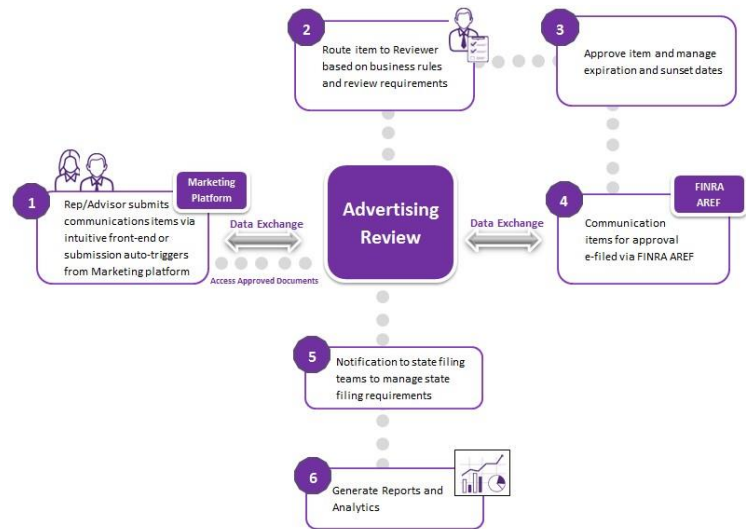 2
Route item to Reviewer
based on business rules
and review requirements
3
Approve item and manage
expiration and sunset dates
1
Marketing
Platform
Rep/Advisor submits
communications items via
intuitive front-end or
submission auto-triggers
from Marketing platform
Data Exchange
Access Approved Documents
Advertising
Review
Data Exchange
4
FINRA
AREF
Communication
items for approval
e-filed via FINRA AREF
5
Notification to state filing
teams to manage state
filing requirements
6
Generate Reports and
Analytics